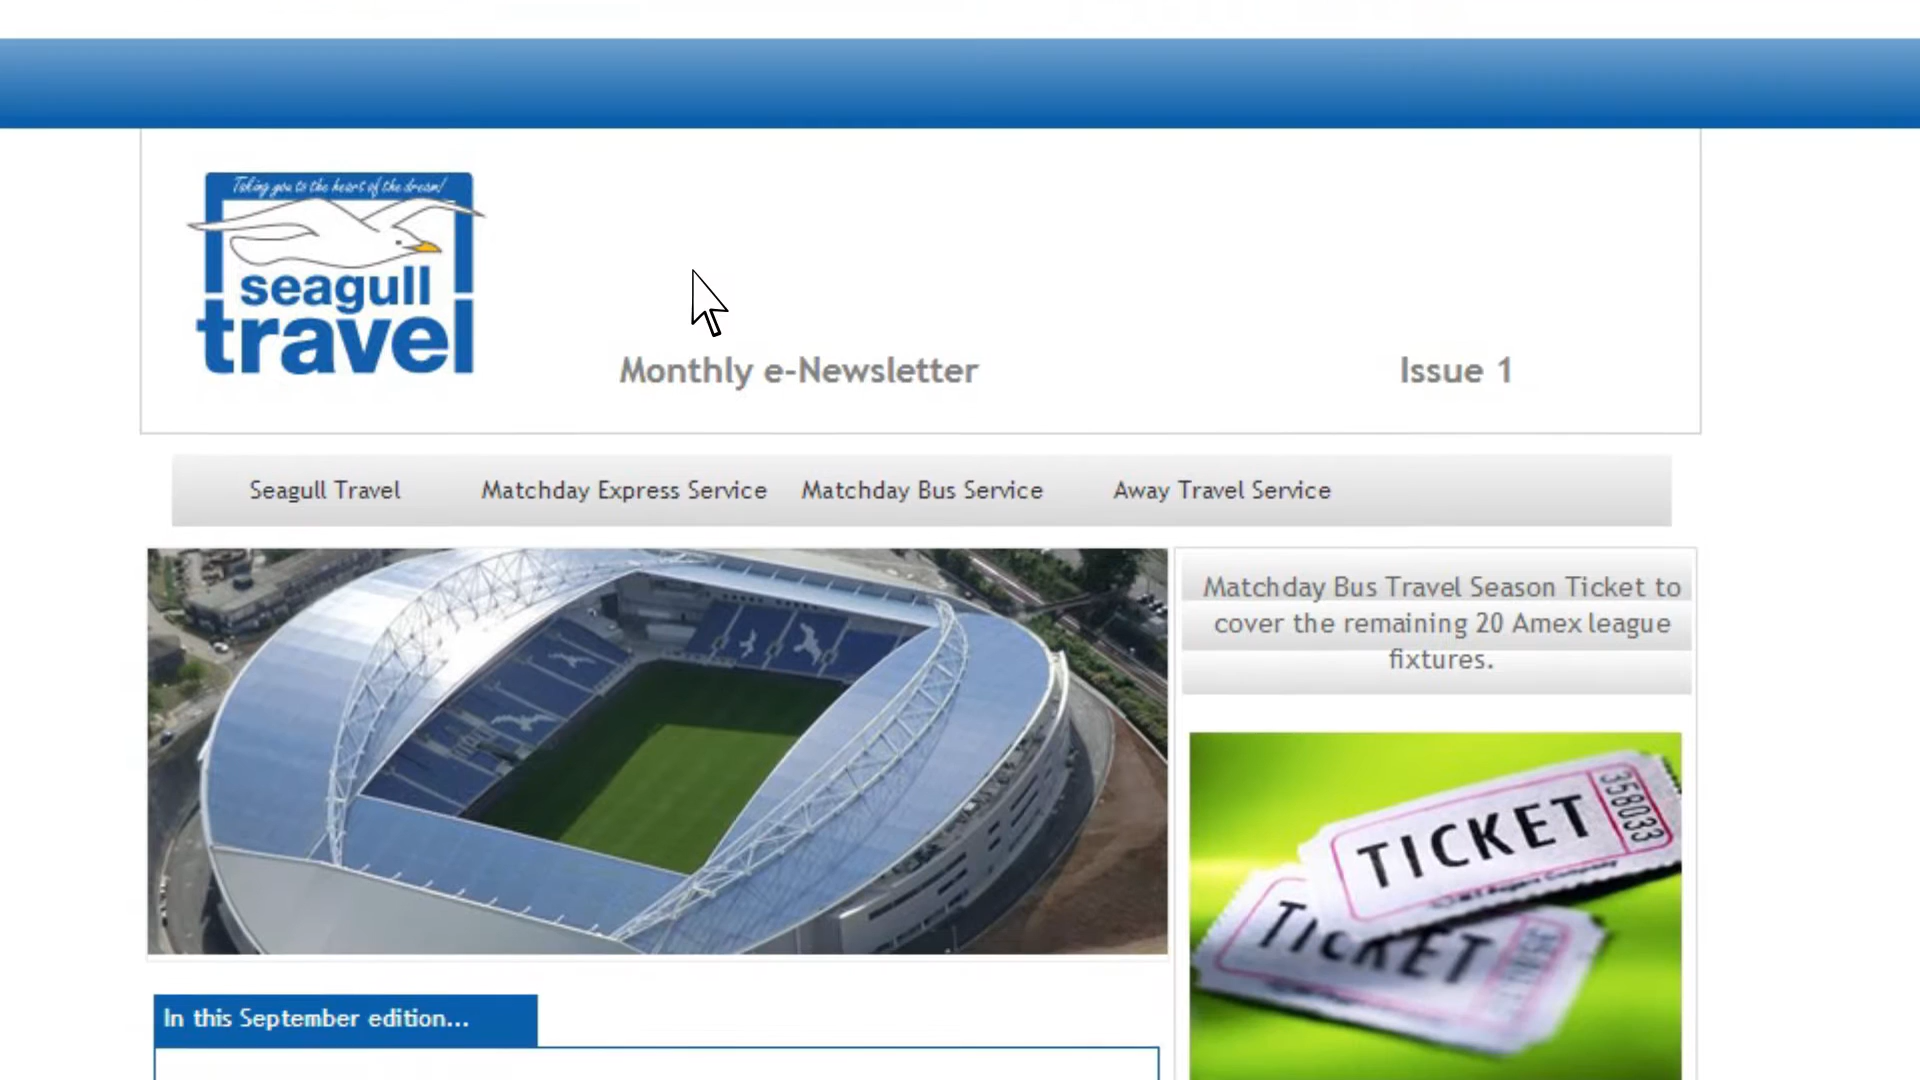 Taking you to the heart of the dream!
seagull
travel
Monthly e-Newsletter
Issue 1
Seagull Travel
Matchday Express Service
Matchday Bus Service
Away Travel Service
Matchday Bus Travel Season Ticket to
cover the remaining 20 Amex league
fixtures.
TICKET
358033
TICKET
In this September edition...